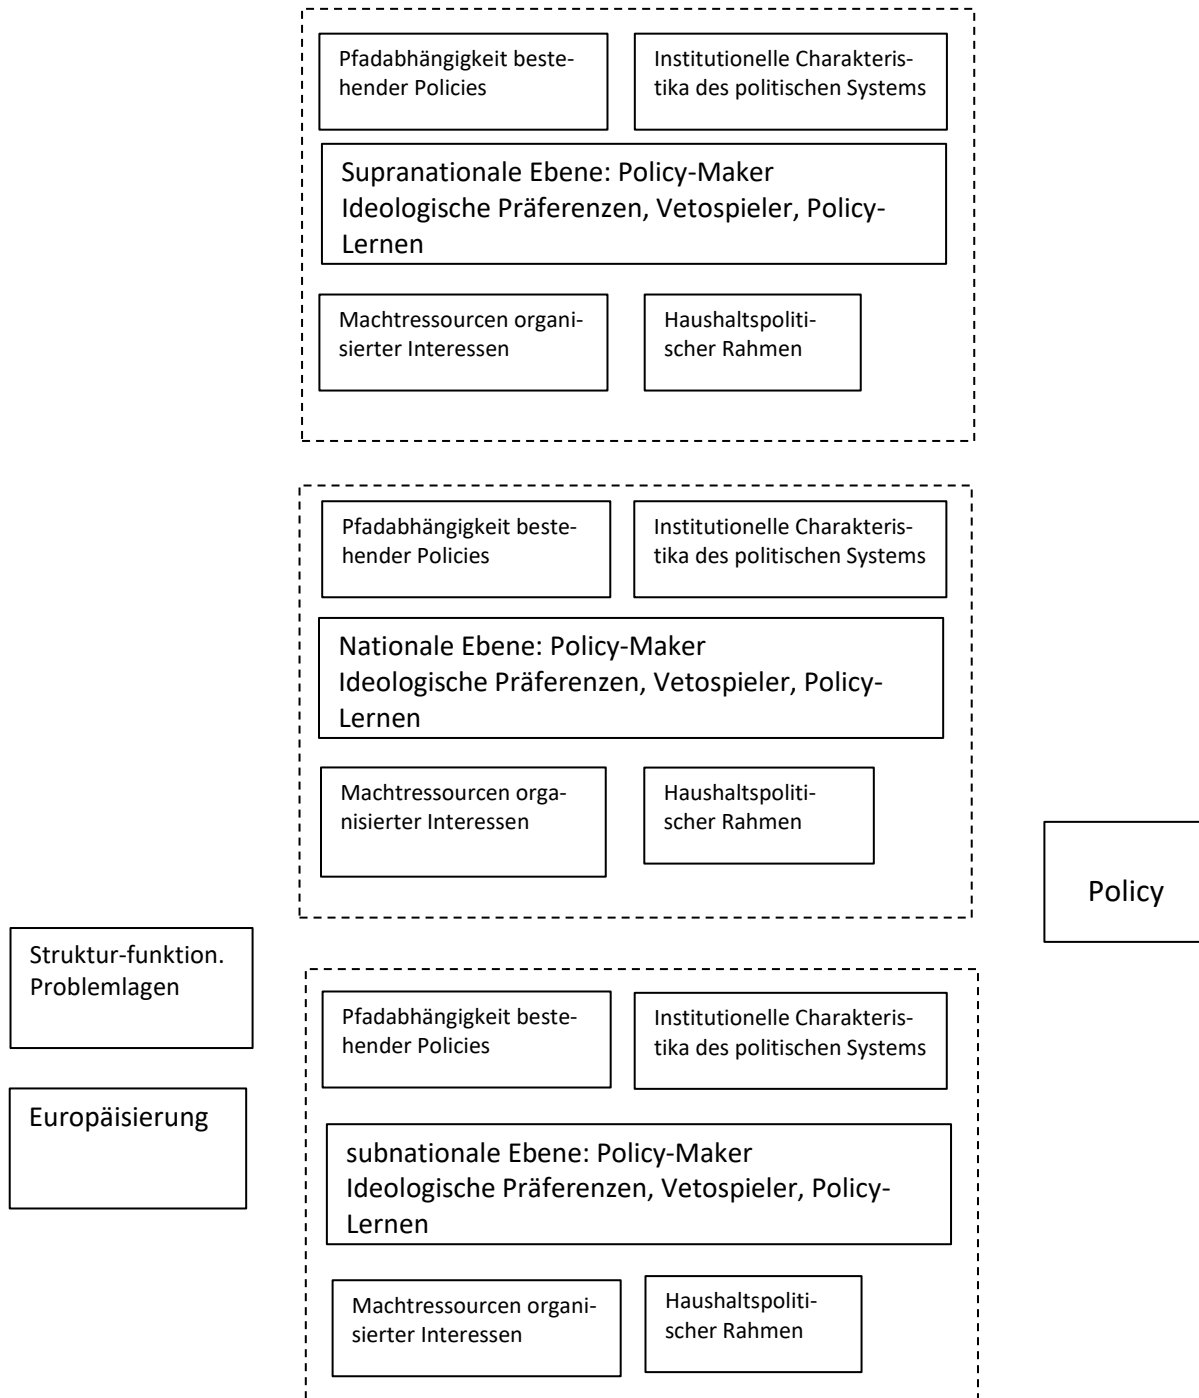 Pfadabhängigkeit beste-
hender Policies
Institutionelle Charakteris-
tika des politischen Systems
Supranationale Ebene: Policy-Maker
Ideologische Präferenzen, Vetospieler, Policy-
Lernen
Machtressourcen organi-
sierter Interessen
Haushaltspoliti-
scher Rahmen
Pfadabhängigkeit beste-
hender Policies
Institutionelle Charakteris-
tika des politischen Systems
Nationale Ebene: Policy-Maker
Ideologische Präferenzen, Vetospieler, Policy-
Lernen
Machtressourcen orga-
nisierter Interessen
Haushaltspoliti-
scher Rahmen
Policy
Struktur-funktion.
Problemlagen
Europäisierung
Pfadabhängigkeit beste-
hender Policies
Institutionelle Charakteris-
tika des politischen Systems
subnationale Ebene: Policy-Maker
Ideologische Präferenzen, Vetospieler, Policy-
Lernen
Machtressourcen organi-
sierter Interessen
Haushaltspoliti-
scher Rahmen